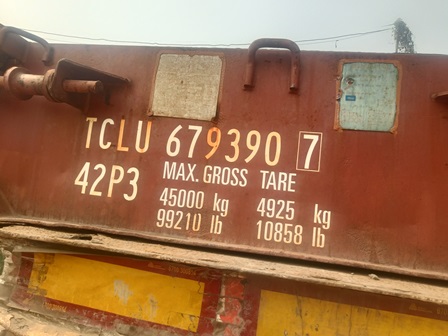 TCLU 679390 7
42P3 MAX. GROSS TARE
45000 kg 4925 kg
99210 lb 10858 lb